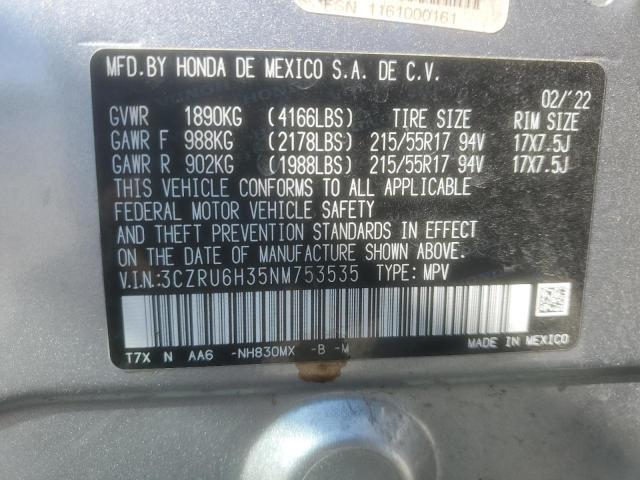 ESN 1161000161
MFD.BY HONDA DE MEXICO S.A. DE C.V.
02/'22
GVWR 1890KG (4166LBS) TIRE SIZE RIM SIZE
GAWR F 988KG (2178LBS) 215/55R17 94V 17X7.5J
GAWR R 902KG (1988LBS) 215/55R17 94V 17X7.5J
THIS VEHICLE CONFORMS TO ALL APPLICABLE
FEDERAL MOTOR VEHICLE SAFETY
AND THEFT PREVENTION STANDARDS IN EFFECT
ON THE DATE OF MANUFACTURE SHOWN ABOVE.
V.I.N.:3CZRU6H35NM753535 TYPE: MPV
T7X N AA6 -NH830MX -B -M
MADE IN MEXICO